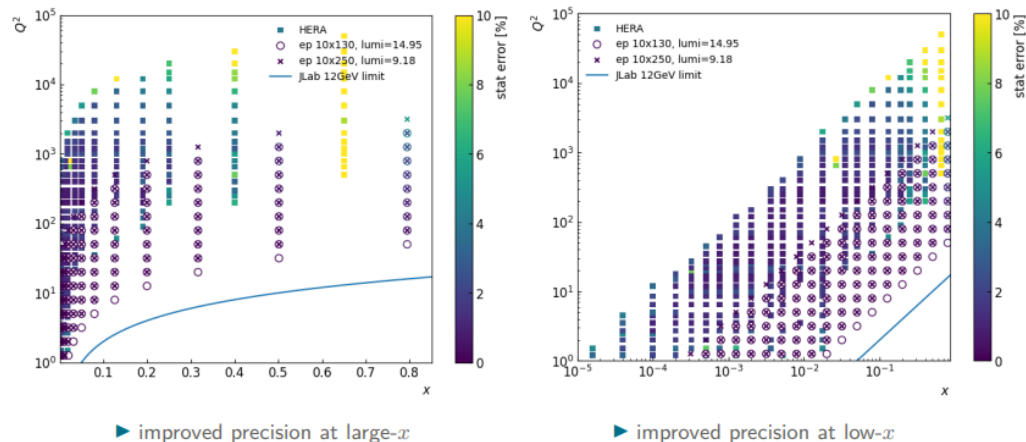 Q²
10⁵
10⁴
10³
10²
10¹
10⁰
0.1 0.2 0.3 0.4 0.5 0.6 0.7 0.8
x
HERA
ep 10x130, lumi=14.95
ep 10x250, lumi=9.18
JLab 12GeV limit
10
8
6
4
2
0
stat error [%]
► improved precision at large-x
Q²
10⁵
10⁴
10³
10²
10¹
10⁰
10⁻⁵ 10⁻⁴ 10⁻³ 10⁻² 10⁻¹
x
HERA
ep 10x130, lumi=14.95
ep 10x250, lumi=9.18
JLab 12GeV limit
10
8
6
4
2
0
stat error [%]
► improved precision at low-x